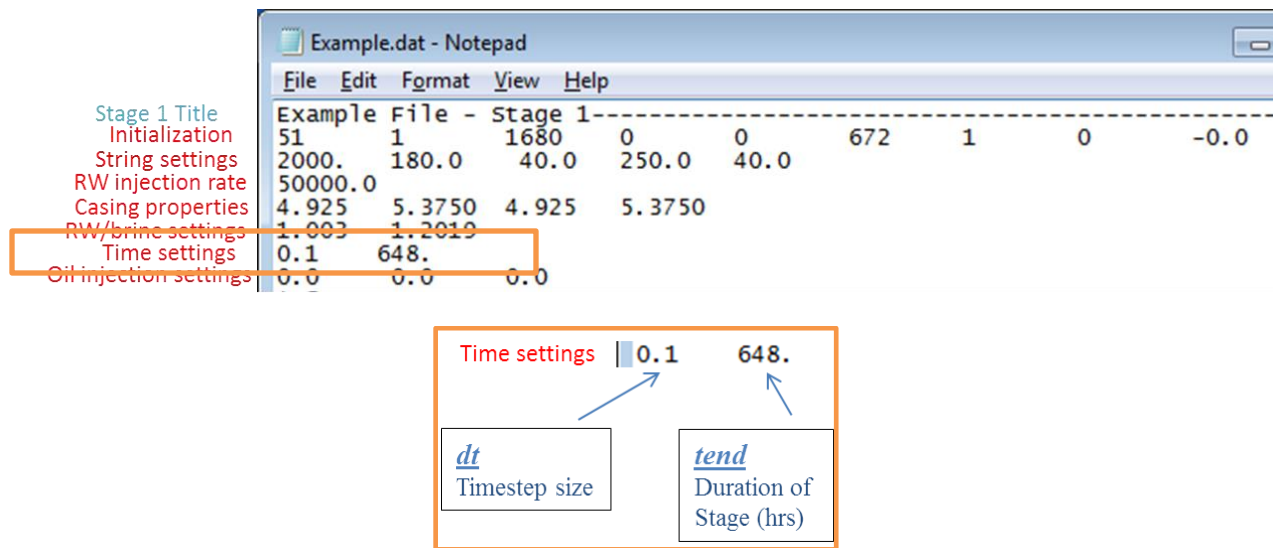 Example.dat - Notepad
File Edit Format View Help
Stage 1 Title Example File - Stage 1------------------------------------------------------------
Initialization 51 1 1680 0 0 672 1 0 -0.0
String settings 2000. 180.0 40.0 250.0 40.0
RW injection rate 50000.0
Casing properties 4.925 5.3750 4.925 5.3750
RW/brine settings 1.003 1.2019
Time settings 0.1 648.
Oil injection settings 0.0 0.0 0.0
Time settings 0.1 648.
dt
Timestep size
tend
Duration of
Stage (hrs)